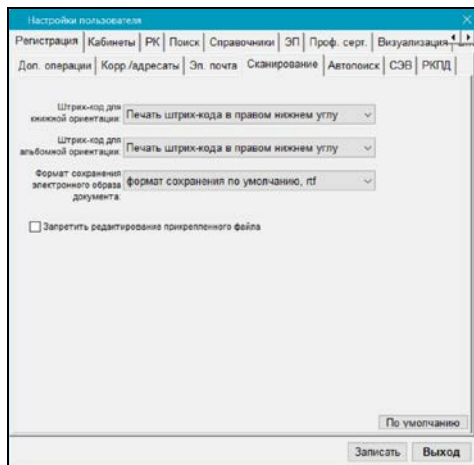 Настройки пользователя
Регистрация Кабинеты РК Поиск Справочники ЭП Проф. серт. Визуализация
Доп. операции Корр./адресаты Эл. почта Сканирование Автопоиск СЭВ РКПД
Штрих-код для
книжной ориентации:
Печать штрих-кода в правом нижнем углу
Штрих-код для
альбомной ориентации:
Печать штрих-кода в правом нижнем углу
Формат сохранения
электронного образа
документа:
формат сохранения по умолчанию, rtf
Запретить редактирование прикрепленного файла
По умолчанию
Записать Выход